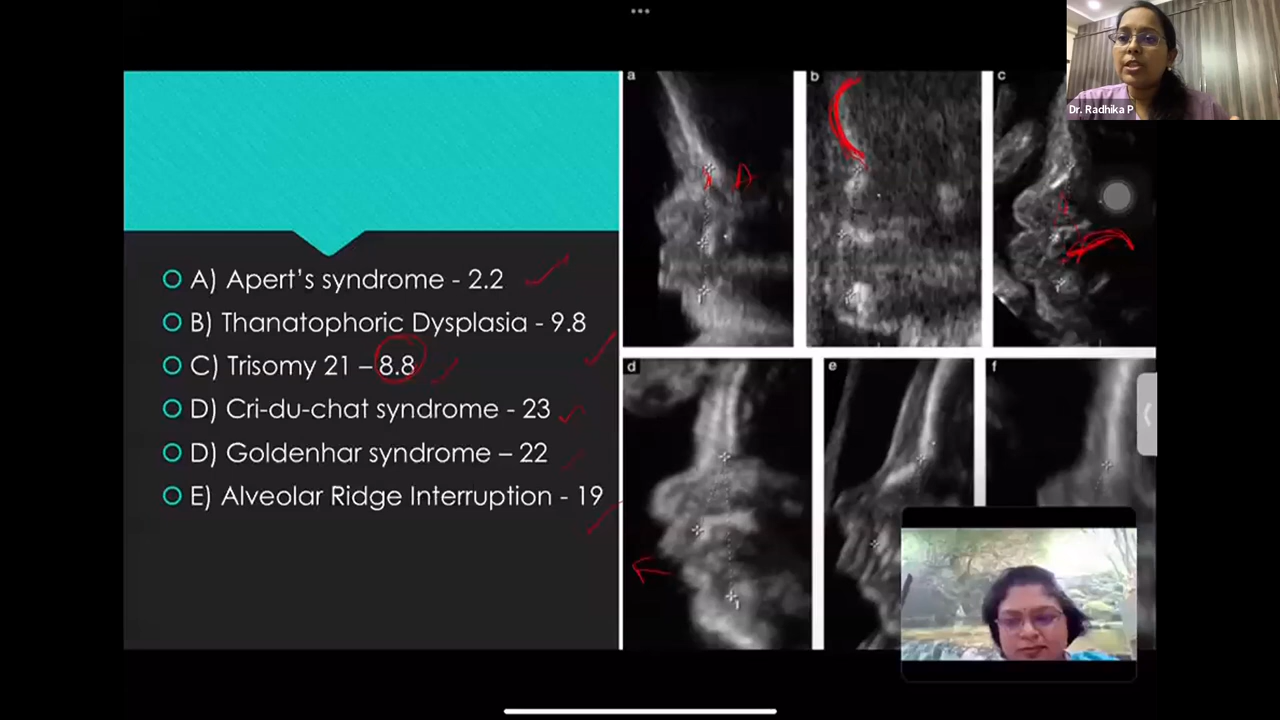 a
b
c
Dr. Radhika P
A) Apert's syndrome - 2.2
B) Thanatophoric Dysplasia - 9.8
C) Trisomy 21 – 8.8
D) Cri-du-chat syndrome - 23
D) Goldenhar syndrome – 22
E) Alveolar Ridge Interruption - 19
d
e
f